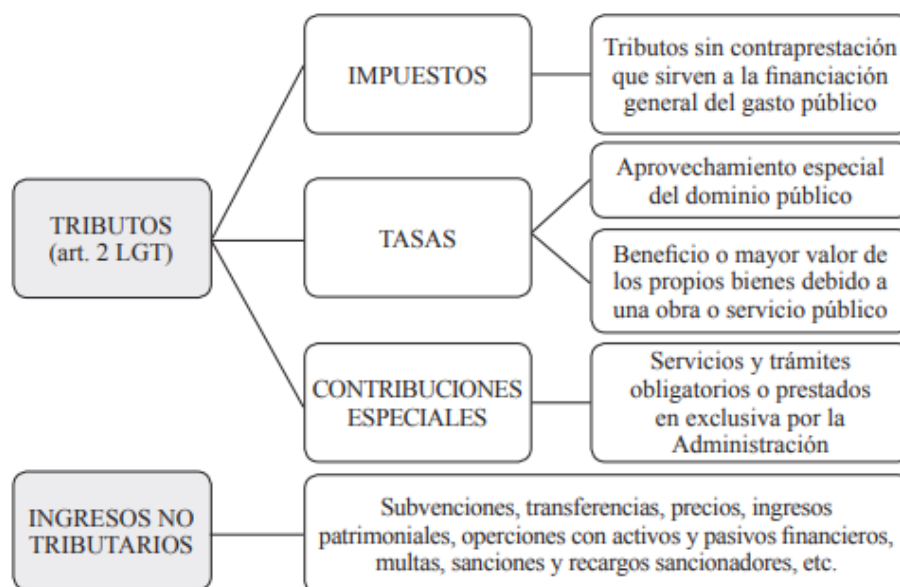 TRIBUTOS
(art. 2 LGT)
IMPUESTOS
Tributos sin contraprestación
que sirven a la financiación
general del gasto público
TASAS
Aprovechamiento especial
del dominio público
Beneficio o mayor valor de
los propios bienes debido a
una obra o servicio público
CONTRIBUCIONES
ESPECIALES
Servicios y trámites
obligatorios o prestados
en exclusiva por la
Administración
INGRESOS NO
TRIBUTARIOS
Subvenciones, transferencias, precios, ingresos
patrimoniales, operciones con activos y pasivos financieros,
multas, sanciones y recargos sancionadores, etc.